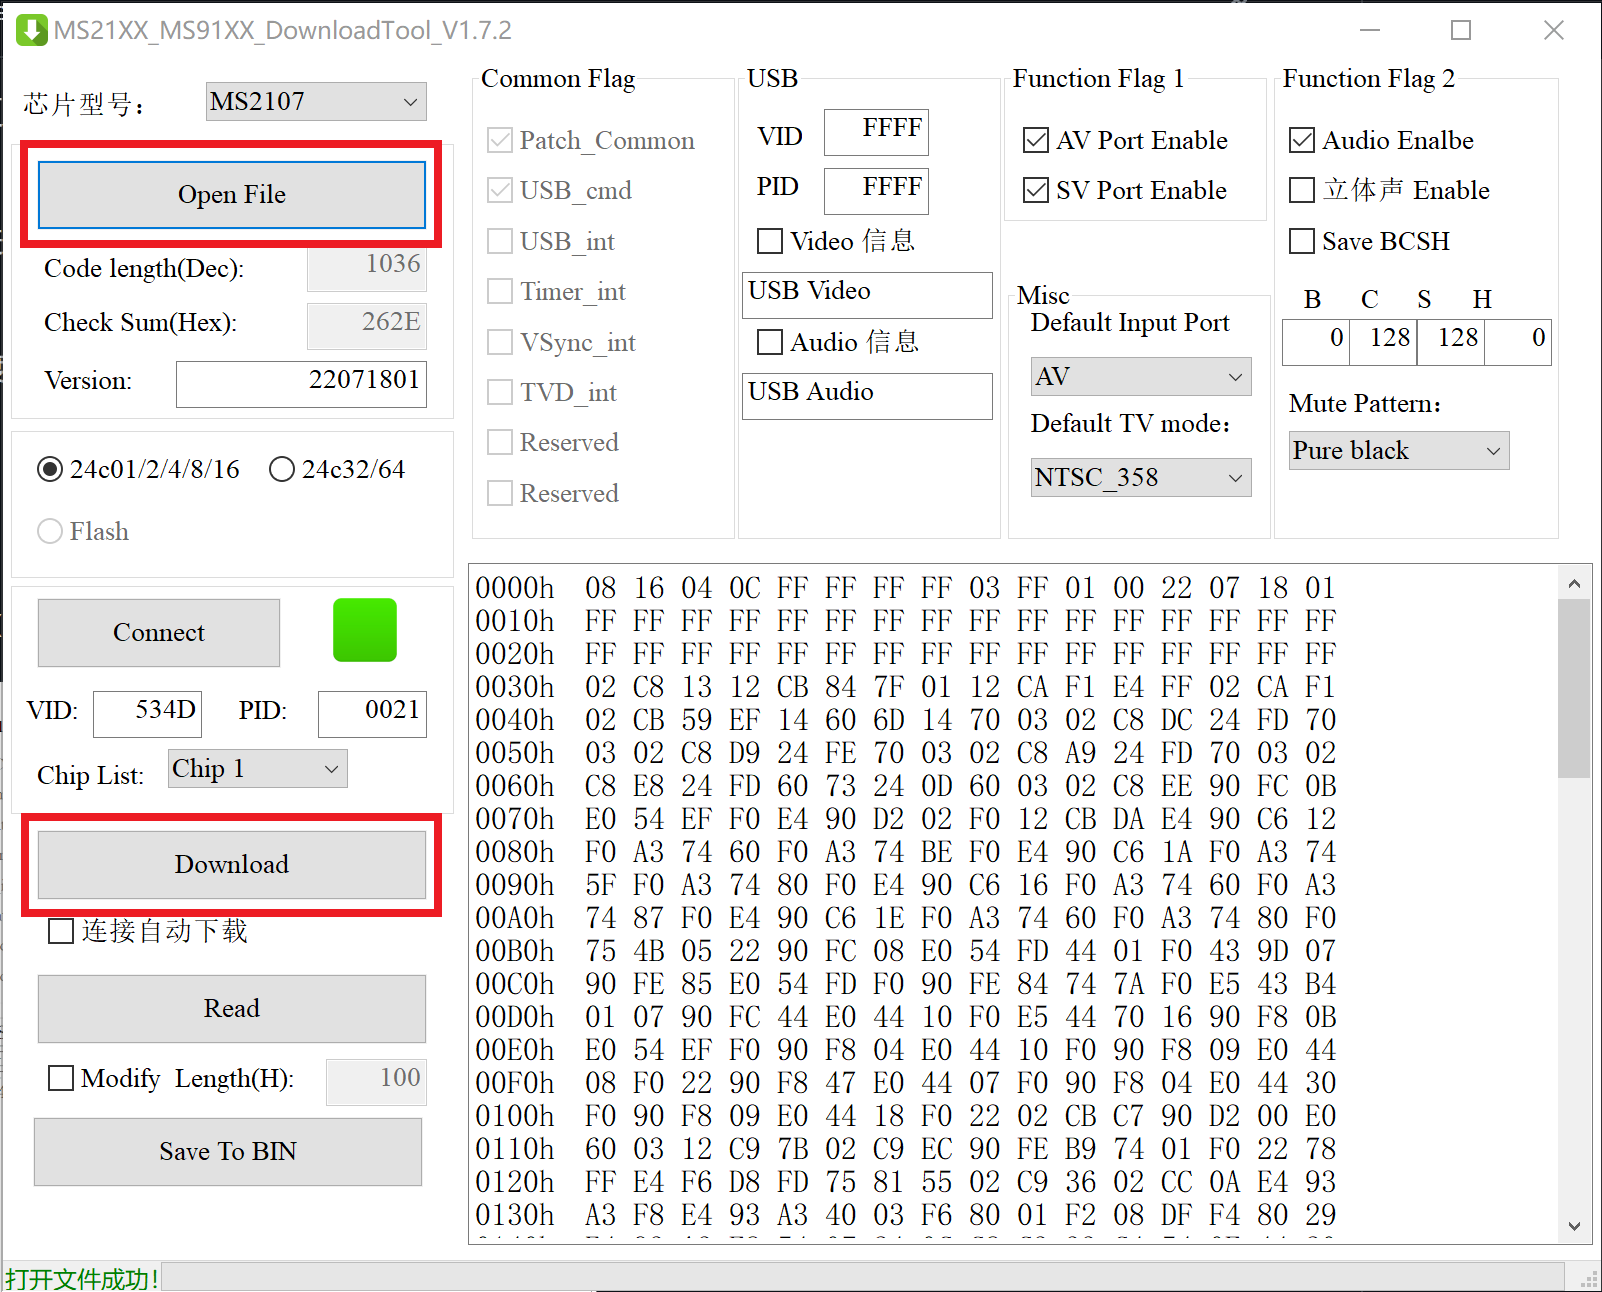 MS21XX_MS91XX_DownloadTool_V1.7.2
芯片型号： MS2107
Open File
Code length(Dec): 1036
Check Sum(Hex): 262E
Version: 22071801
24c01/2/4/8/16 24c32/64
Flash
Connect
VID: 534D PID: 0021
Chip List: Chip 1
Download
连接自动下载
Read
Modify Length(H): 100
Save To BIN
Common Flag
Patch_Common
USB_cmd
USB_int
Timer_int
VSync_int
TVD_int
Reserved
Reserved
USB
VID FFFF
PID FFFF
Video 信息
USB Video
Audio 信息
USB Audio
Function Flag 1
AV Port Enable
SV Port Enable
Misc
Default Input Port
AV
Default TV mode：
NTSC_358
Function Flag 2
Audio Enalbe
立体声 Enable
Save BCSH
B C S H
0 128 128 0
Mute Pattern：
Pure black
0000h 08 16 04 0C FF FF FF FF 03 FF 01 00 22 07 18 01
0010h FF FF FF FF FF FF FF FF FF FF FF FF FF FF FF FF
0020h FF FF FF FF FF FF FF FF FF FF FF FF FF FF FF FF
0030h 02 C8 13 12 CB 84 7F 01 12 CA F1 E4 FF 02 CA F1
0040h 02 CB 59 EF 14 60 6D 14 70 03 02 C8 DC 24 FD 70
0050h 03 02 C8 D9 24 FE 70 03 02 C8 A9 24 FD 70 03 02
0060h C8 E8 24 FD 60 73 24 0D 60 03 02 C8 EE 90 FC 0B
0070h E0 54 EF F0 E4 90 D2 02 F0 12 CB DA E4 90 C6 12
0080h F0 A3 74 60 F0 A3 74 BE F0 E4 90 C6 1A F0 A3 74
0090h 5F F0 A3 74 80 F0 E4 90 C6 16 F0 A3 74 60 F0 A3
00A0h 74 87 F0 E4 90 C6 1E F0 A3 74 60 F0 A3 74 80 F0
00B0h 75 4B 05 22 90 FC 08 E0 54 FD 44 01 F0 43 9D 07
00C0h 90 FE 85 E0 54 FD F0 90 FE 84 74 7A F0 E5 43 B4
00D0h 01 07 90 FC 44 E0 44 10 F0 E5 44 70 16 90 F8 0B
00E0h E0 54 EF F0 90 F8 04 E0 44 10 F0 90 F8 09 E0 44
00F0h 08 F0 22 90 F8 47 E0 44 07 F0 90 F8 04 E0 44 30
0100h F0 90 F8 09 E0 44 18 F0 22 02 CB C7 90 D2 00 E0
0110h 60 03 12 C9 7B 02 C9 EC 90 FE B9 74 01 F0 22 78
0120h FF E4 F6 D8 FD 75 81 55 02 C9 36 02 CC 0A E4 93
0130h A3 F8 E4 93 A3 40 03 F6 80 01 F2 08 DF F4 80 29
打开文件成功!